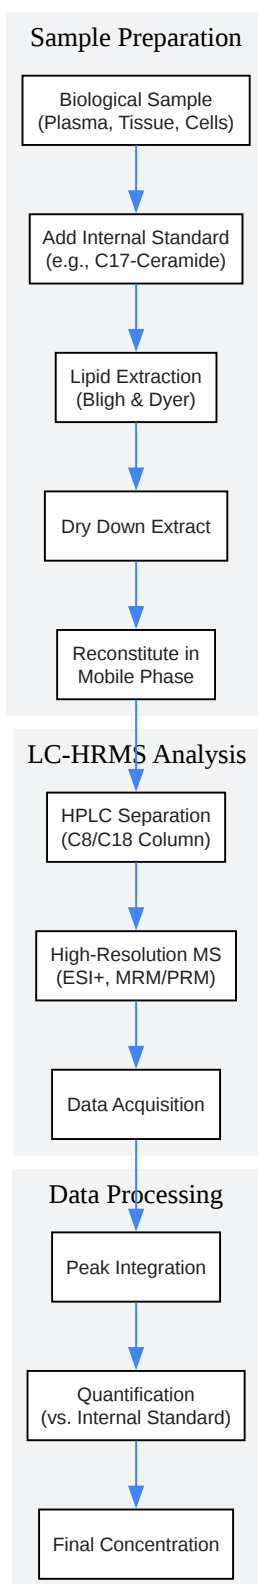 Sample Preparation
Biological Sample
(Plasma, Tissue, Cells)
Add Internal Standard
(e.g., C17-Ceramide)
Lipid Extraction
(Bligh & Dyer)
Dry Down Extract
Reconstitute in
Mobile Phase
LC-HRMS Analysis
HPLC Separation
(C8/C18 Column)
High-Resolution MS
(ESI+, MRM/PRM)
Data Acquisition
Data Processing
Peak Integration
Quantification
(vs. Internal Standard)
Final Concentration